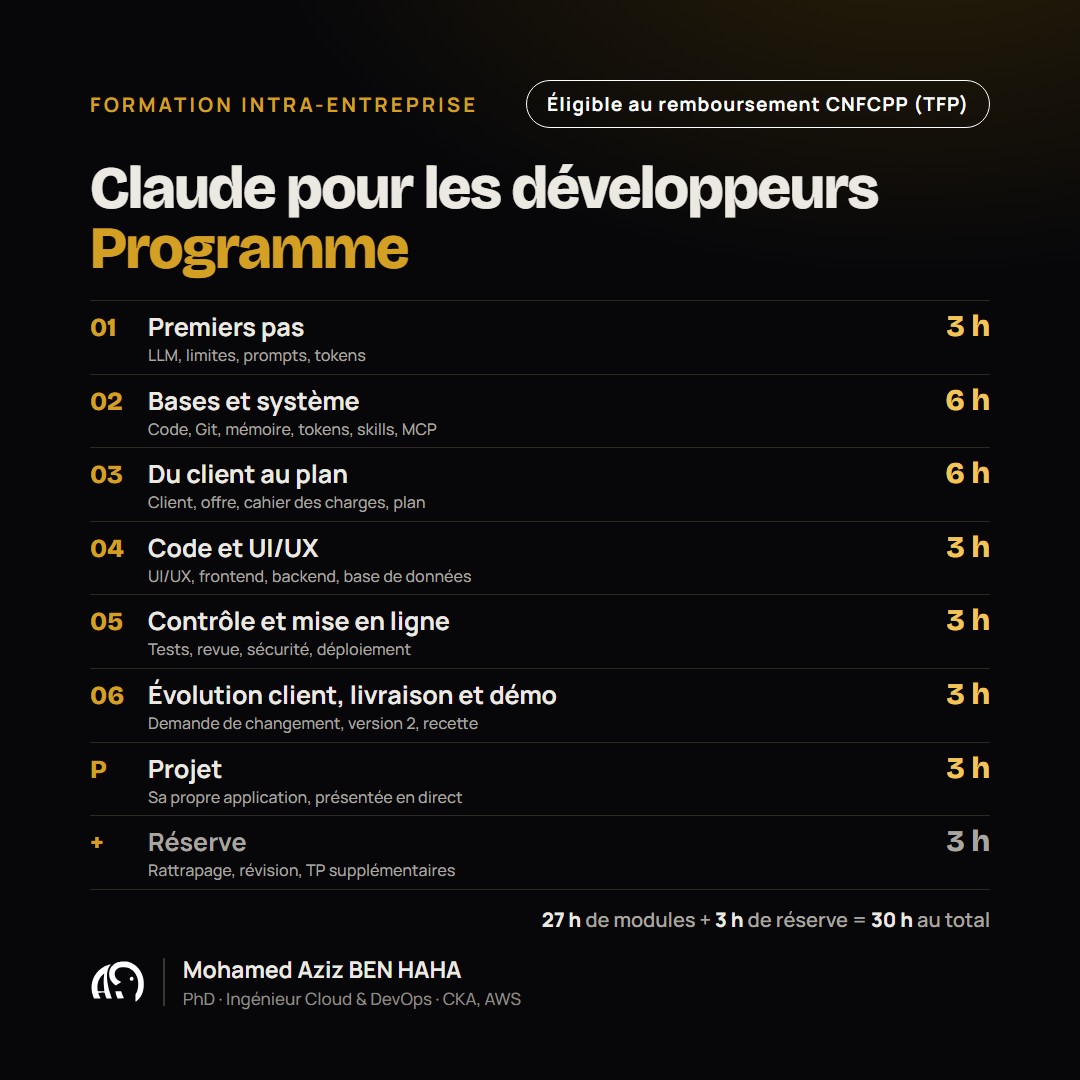 FORMATION INTRA-ENTREPRISE
Éligible au remboursement CNFCPP (TFP)
Claude pour les développeurs
Programme
01 Premiers pas 3 h
LLM, limites, prompts, tokens
02 Bases et système 6 h
Code, Git, mémoire, tokens, skills, MCP
03 Du client au plan 6 h
Client, offre, cahier des charges, plan
04 Code et UI/UX 3 h
UI/UX, frontend, backend, base de données
05 Contrôle et mise en ligne 3 h
Tests, revue, sécurité, déploiement
06 Évolution client, livraison et démo 3 h
Demande de changement, version 2, recette
P Projet 3 h
Sa propre application, présentée en direct
+ Réserve 3 h
Rattrapage, révision, TP supplémentaires
27 h de modules + 3 h de réserve = 30 h au total
Mohamed Aziz BEN HAHA
PhD · Ingénieur Cloud & DevOps · CKA, AWS